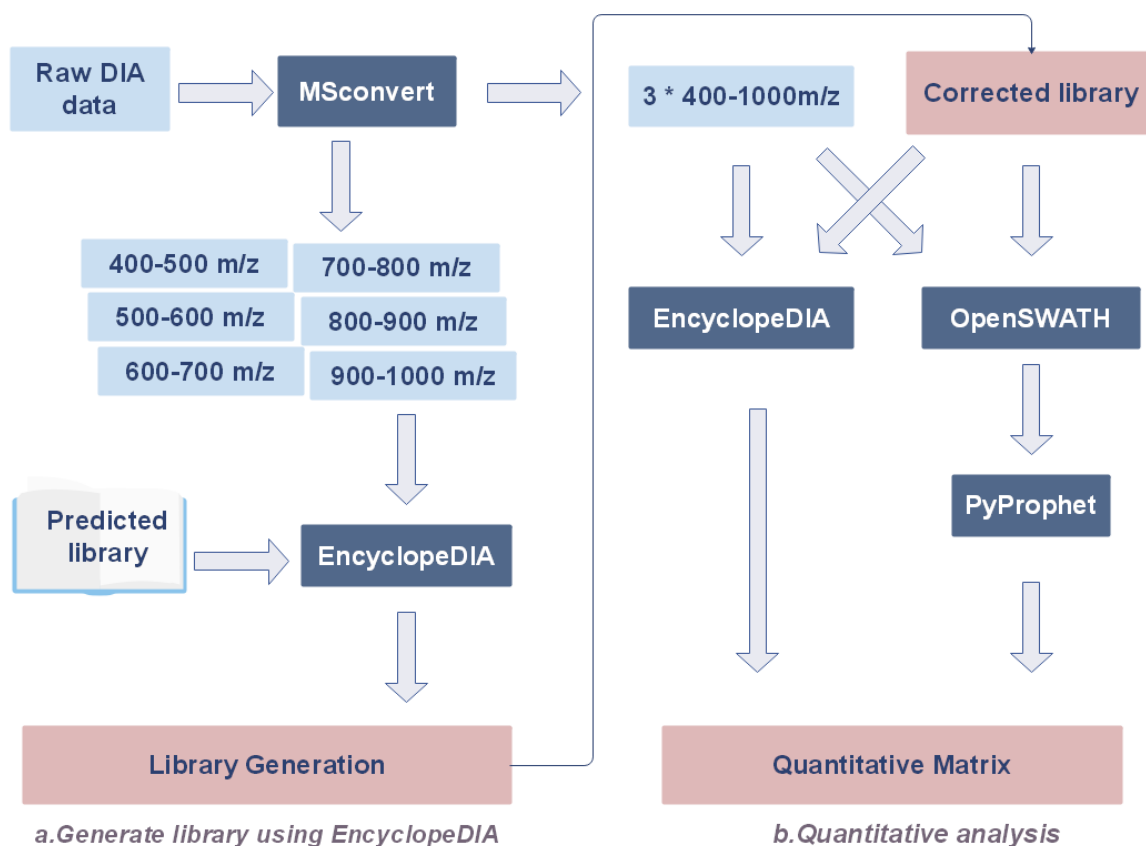 Raw DIA
data
MSconvert
400-500 m/z
700-800 m/z
500-600 m/z
800-900 m/z
600-700 m/z
900-1000 m/z
Predicted
library
EncyclopeDIA
Library Generation
a.Generate library using EncyclopeDIA
3 * 400-1000m/z
Corrected library
EncyclopeDIA
OpenSWATH
PyProphet
Quantitative Matrix
b.Quantitative analysis